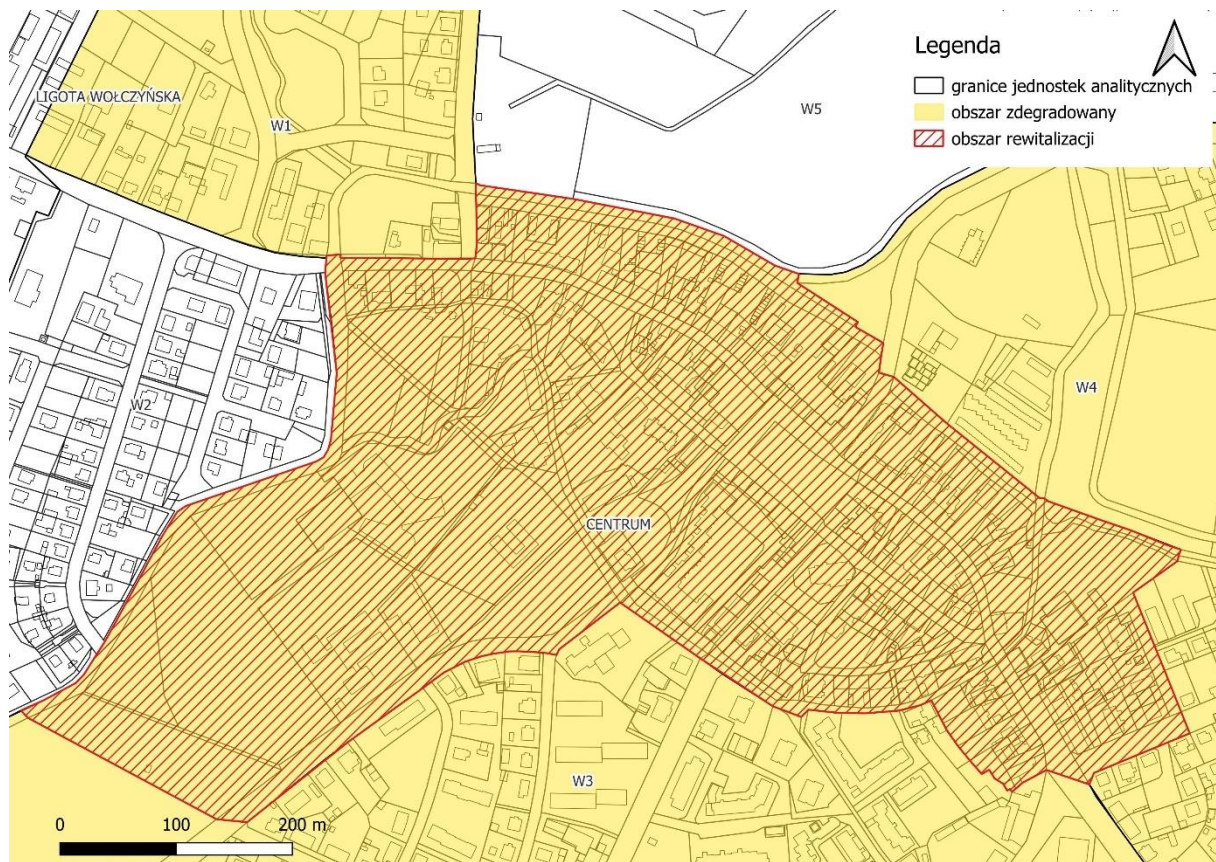 Legenda
granice jednostek analitycznych
obszar zdegradowany
obszar rewitalizacji
LIGOTA WOŁCZYŃSKA
W1
W5
W2
W4
CENTRUM
W3
0 100 200 m